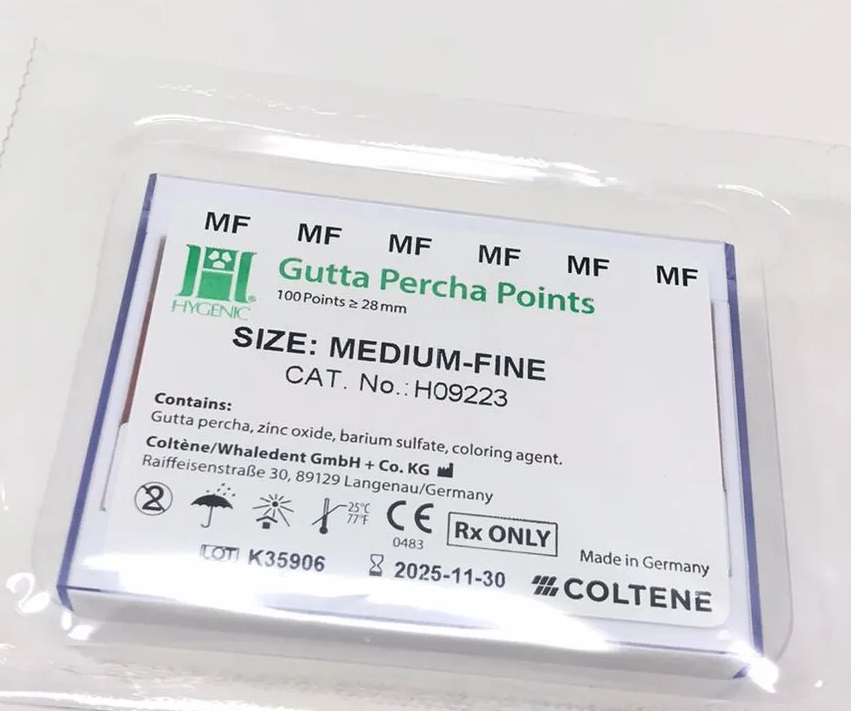 MF MF MF MF MF MF
HYGENIC®
Gutta Percha Points
100 Points ≥ 28 mm
SIZE: MEDIUM-FINE
CAT. No.: H09223
Contains:
Gutta percha, zinc oxide, barium sulfate, coloring agent.
Coltène/Whaledent GmbH + Co. KG
Raiffeisenstraße 30, 89129 Langenau/Germany
2
25°C
77°F
CE
0483
Rx ONLY
Made in Germany
LOT K35906
2025-11-30
COLTENE